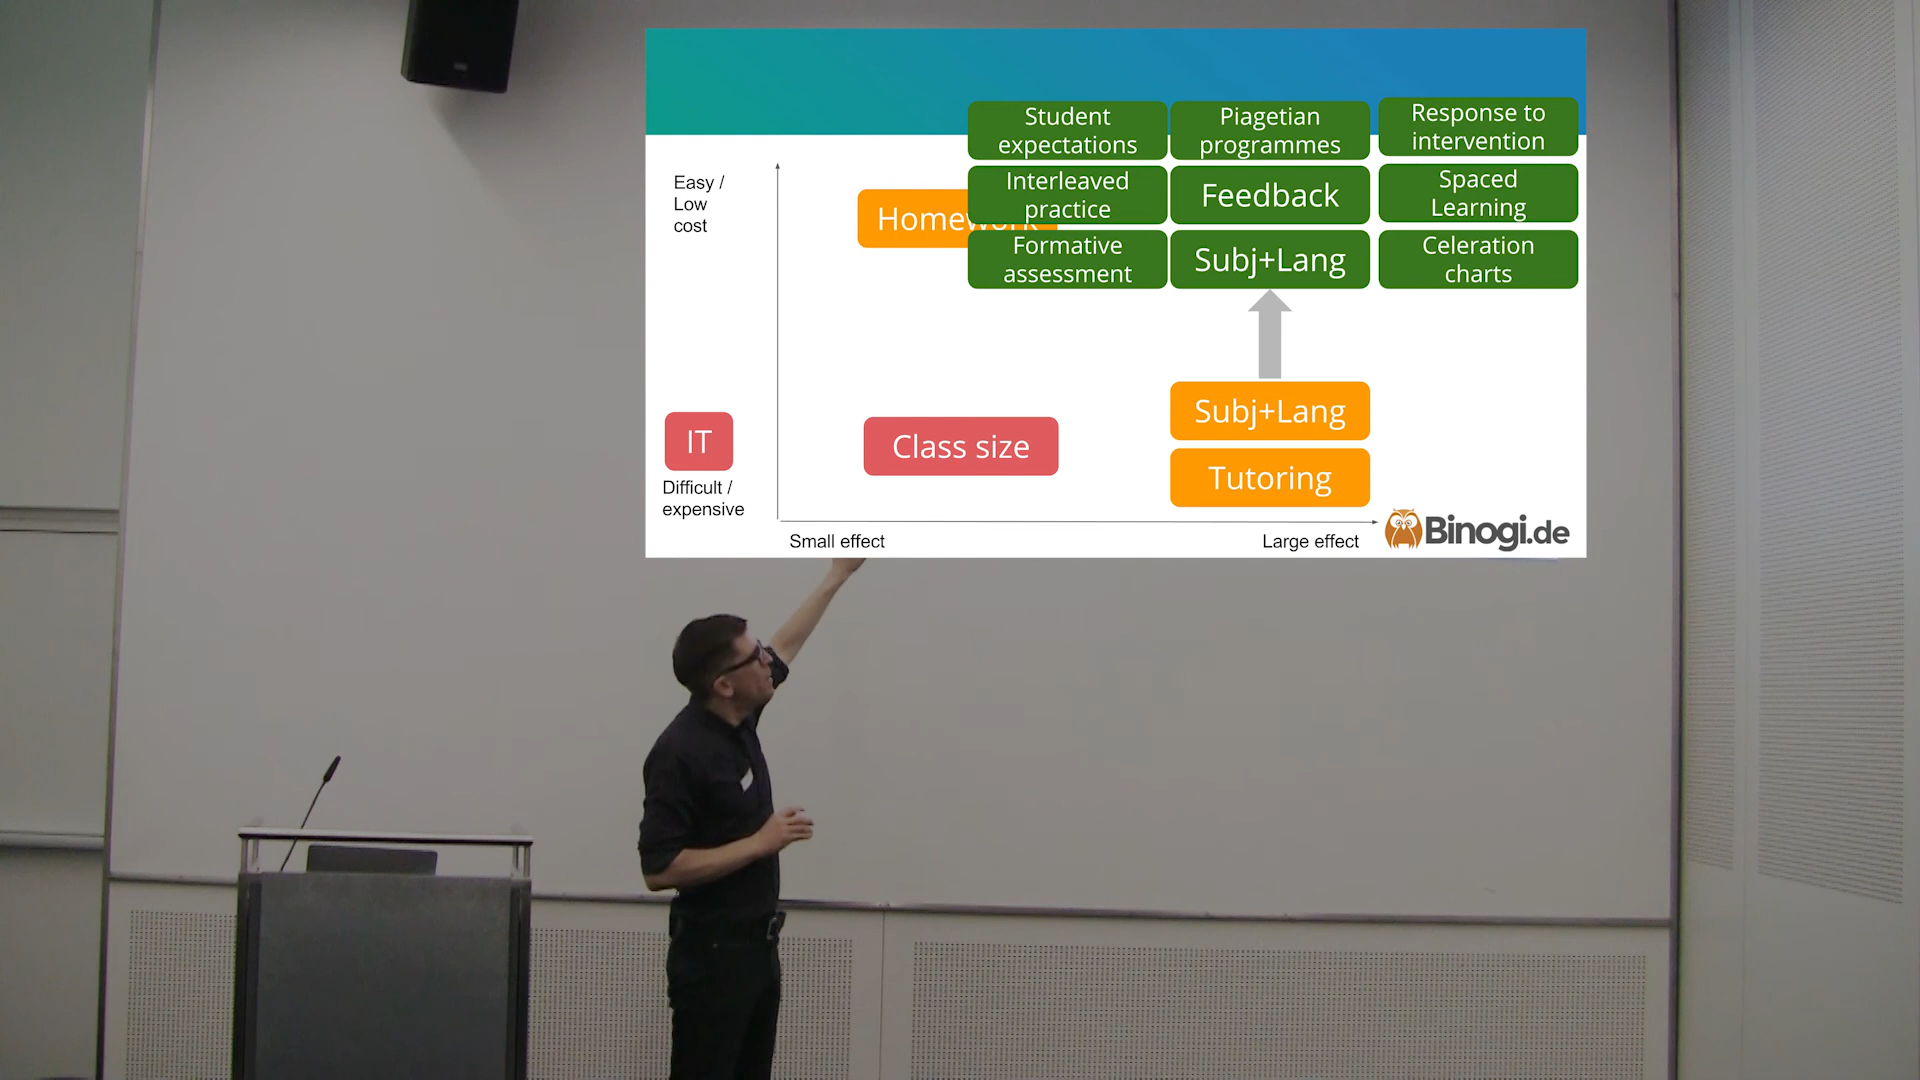 Student
expectations
Piagetian
programmes
Response to
intervention
Easy /
Low
cost
Homework
Interleaved
practice
Feedback
Spaced
Learning
Formative
assessment
Subj+Lang
Celeration
charts
IT
Class size
Subj+Lang
Tutoring
Difficult /
expensive
Small effect
Large effect
Binogi.de